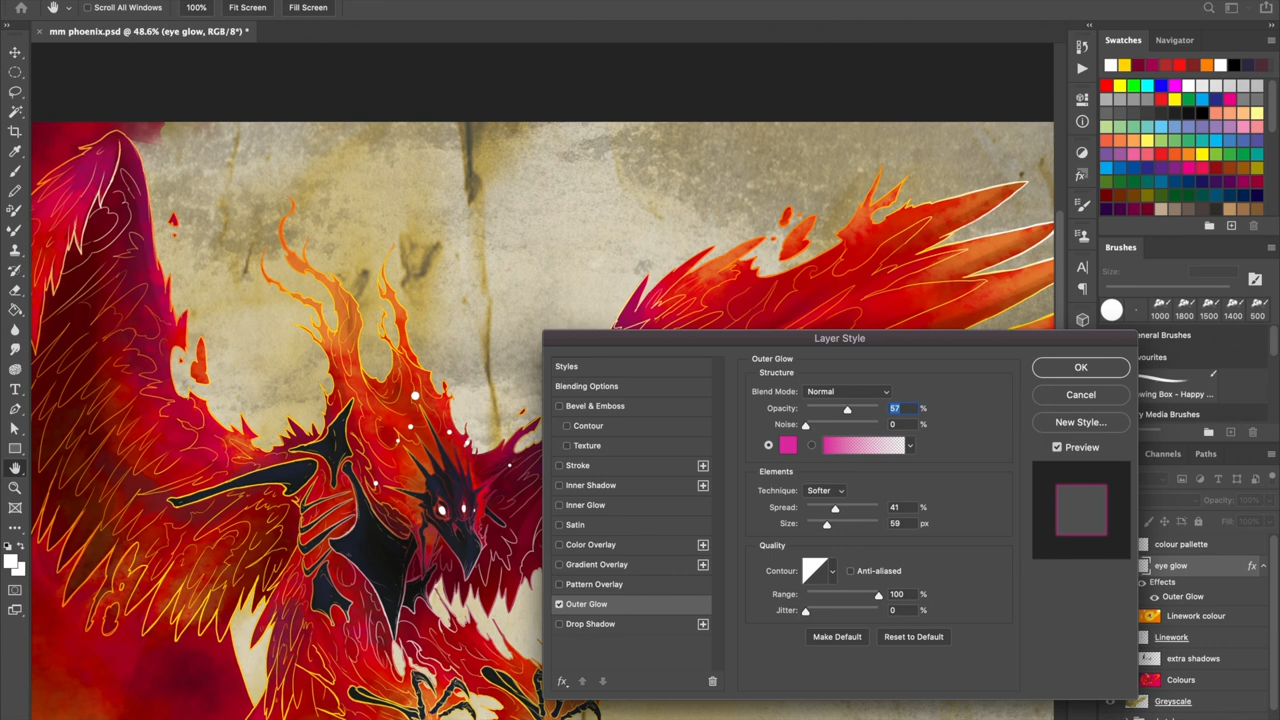 Scroll All Windows 100% Fit Screen Fill Screen
mm phoenix.psd @ 48.6% (eye glow, RGB/8*) *
Swatches Navigator
Brushes
Size:
1000 1800 1500 1400 500
General Brushes
Favourites
wing Box - Happy ...
y Media Brushes
Channels Paths
Opacity: 100%
Fill: 100%
colour palette
eye glow fx
Effects
Outer Glow
Linework colour
Linework
extra shadows
Colours
Greyscale
Layer Style
Styles
Blending Options
Bevel & Emboss
Contour
Texture
Stroke
Inner Shadow
Inner Glow
Satin
Color Overlay
Gradient Overlay
Pattern Overlay
Outer Glow
Drop Shadow
fx
Outer Glow
Structure
Blend Mode: Normal
Opacity: 57 %
Noise: 0 %
Elements
Technique: Softer
Spread: 41 %
Size: 59 px
Quality
Contour: Anti-aliased
Range: 100 %
Jitter: 0 %
Make Default Reset to Default
OK
Cancel
New Style...
Preview